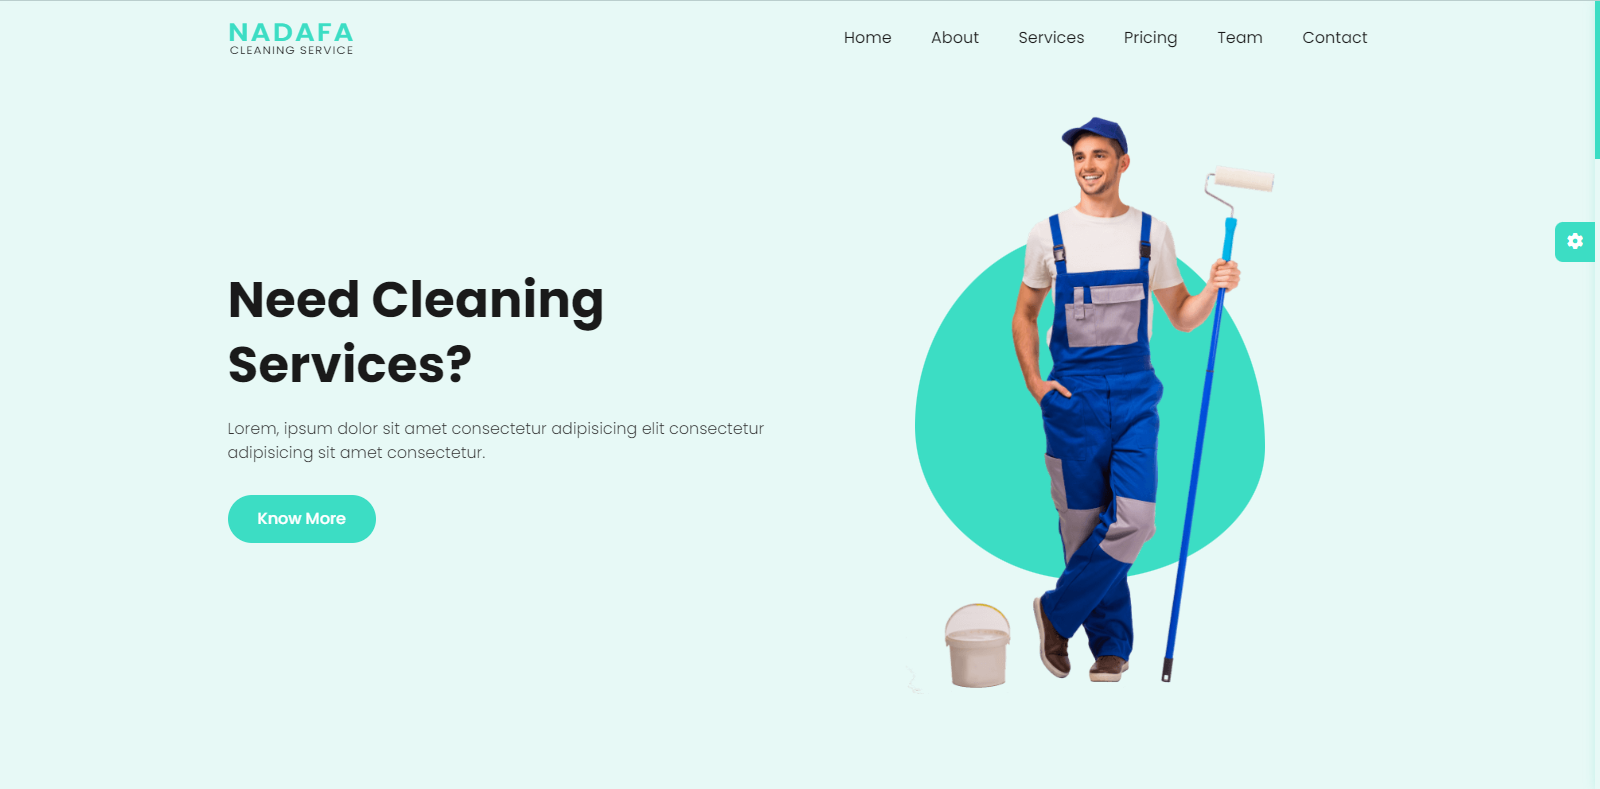 NADAFA
CLEANING SERVICE
Home About Services Pricing Team Contact
Need Cleaning
Services?
Lorem, ipsum dolor sit amet consectetur adipisicing elit consectetur
adipisicing sit amet consectetur.
Know More